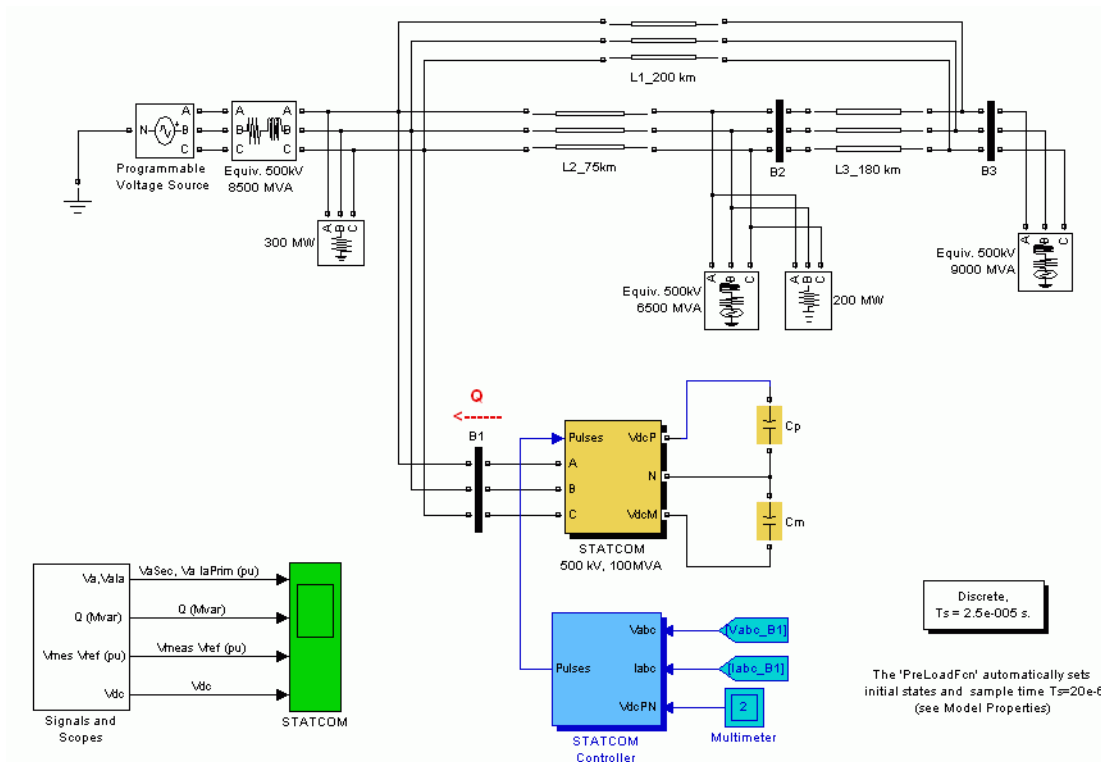 L1_200 km
A
B
C
A
B
C
A
B
C
N
Programmable
Voltage Source
Equiv. 500kV
8500 MVA
L2_75km
B2
L3_180 km
B3
300 MW
A
B
C
A
B
C
Equiv. 500kV
9000 MVA
A
B
C
A
B
C
Equiv. 500kV
6500 MVA
200 MW
Q
B1
Pulses
VdcP
A
N
B
C
VdcM
Cp
Cm
STATCOM
500 kV, 100MVA
Va,VaIa
VaSec, Va IaPrim (pu)
Q (Mvar)
Q (Mvar)
Vmes Vref (pu)
Vmeas Vref (pu)
Vdc
Vdc
Signals and
Scopes
STATCOM
Vabc
[Vabc_B1]
Pulses
Iabc
[Iabc_B1]
VdcPN
2
Multimeter
STATCOM
Controller
Discrete,
Ts = 2.5e-005 s.
The 'PreLoadFcn' automatically sets
initial states and sample time Ts=20e-6
(see Model Properties)